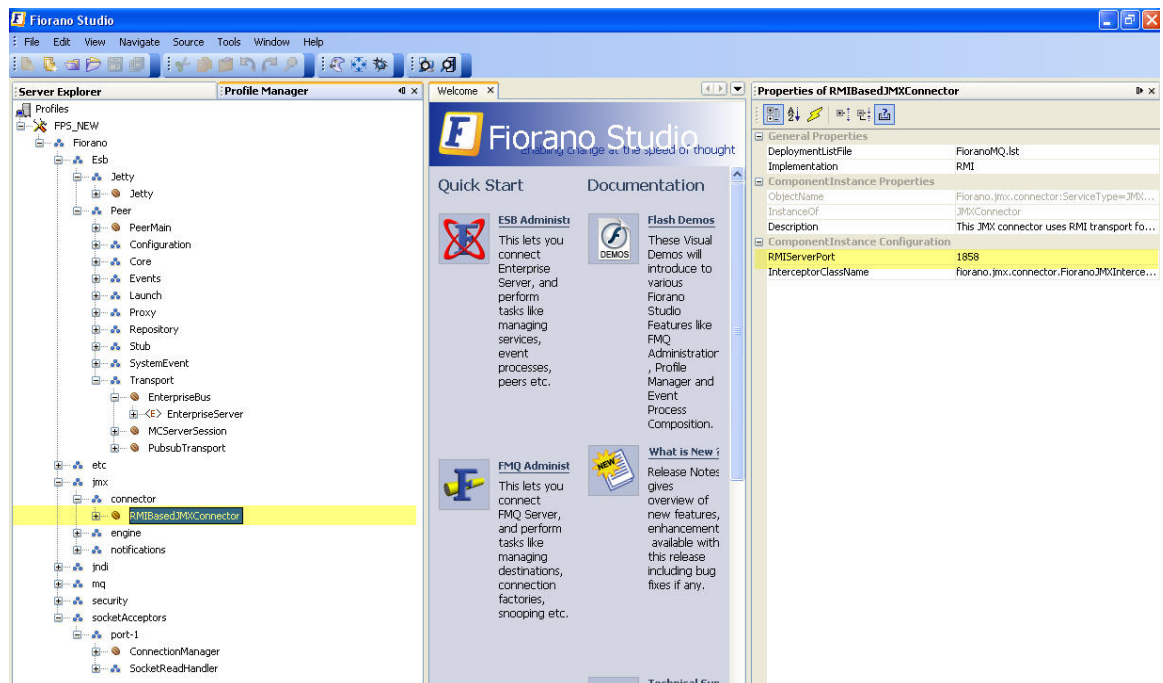 Fiorano Studio
File Edit View Navigate Source Tools Window Help
Server Explorer
Profile Manager
Profiles
FPS_NEW
Fiorano
Esb
Jetty
Jetty
Peer
PeerMain
Configuration
Core
Events
Launch
Proxy
Repository
Stub
SystemEvent
Transport
EnterpriseBus
<E> EnterpriseServer
MCServerSession
PubsubTransport
etc
jmx
connector
RMIBasedJMXConnector
engine
notifications
jndi
mq
security
socketAcceptors
port-1
ConnectionManager
SocketReadHandler
Welcome
Fiorano Studio
Enabling change at the speed of thought
Quick Start
ESB Administ
This lets you
connect
Enterprise
Server, and
perform
tasks like
managing
services,
event
processes,
peers etc.
FMQ Administ
This lets you
connect
FMQ Server,
and perform
tasks like
managing
destinations,
connection
factories,
snooping etc.
Documentation
DEMOS
Flash Demos
These Visual
Demos will
introduce to
various
Fiorano
Studio
Features like
FMQ
Administration
, Profile
Manager and
Event
Process
Composition.
NEW
What is New ?
Release Notes
gives
overview of
new features,
enhancement
available with
this release
including bug
fixes if any.
Properties of RMIBasedJMXConnector
General Properties
DeploymentListFile FioranoMQ.lst
Implementation RMI
ComponentInstance Properties
ObjectName Fiorano.jmx.connector:ServiceType=JMX...
InstanceOf JMXConnector
Description This JMX connector uses RMI transport fo...
ComponentInstance Configuration
RMIServerPort 1858
InterceptorClassName fiorano.jmx.connector.FioranoJMXInterce...